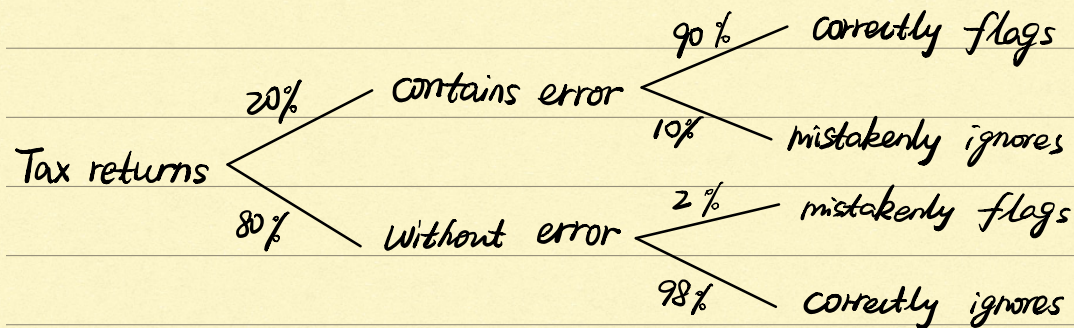 90% correctly flags
20% contains error
10% mistakenly ignores
Tax returns
2% mistakenly flags
80% without error
98% correctly ignores